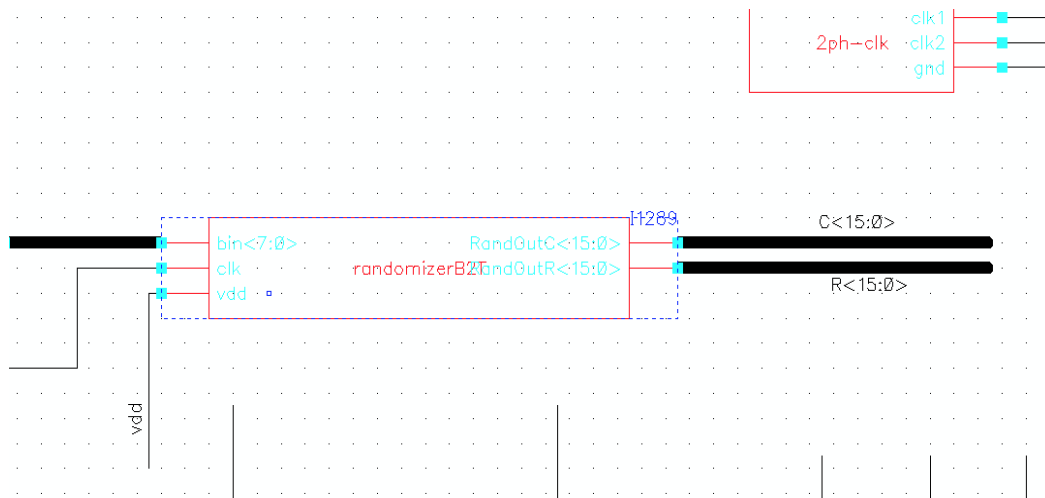 clk1
2ph-clk clk2
gnd
I1289
C<15:0>
bin<7:0> RandOutC<15:0>
clk randomizerB2T RandOutR<15:0>
vdd
R<15:0>
vdd